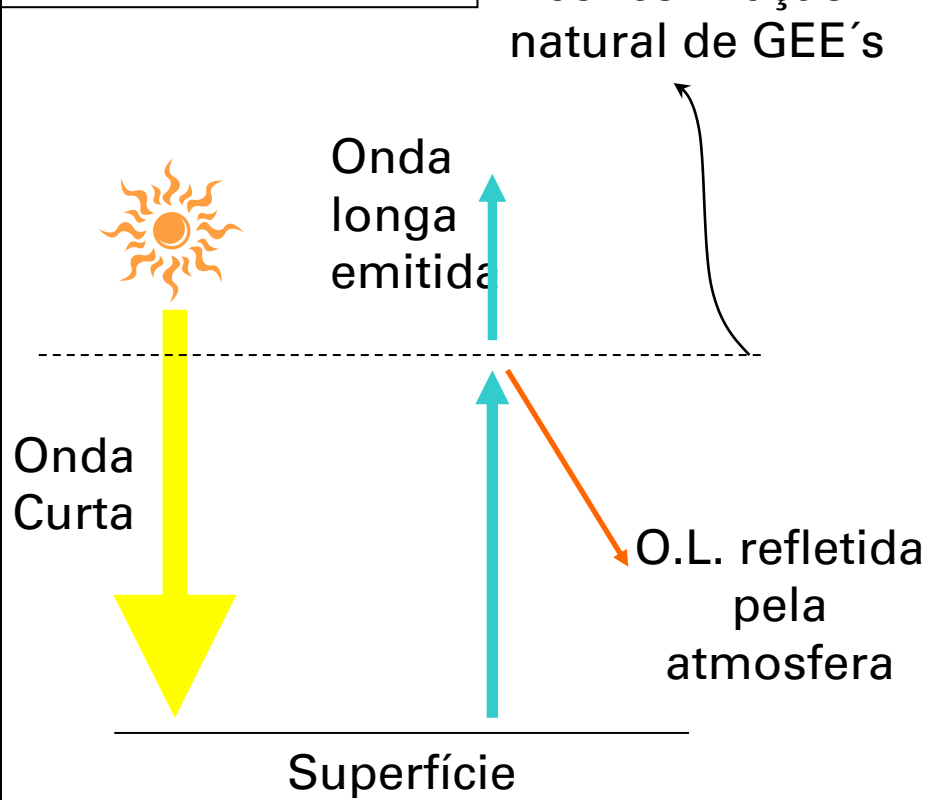 natural de GEE´s
Onda
longa
emitida
Onda
Curta
O.L. refletida
pela
atmosfera
Superfície